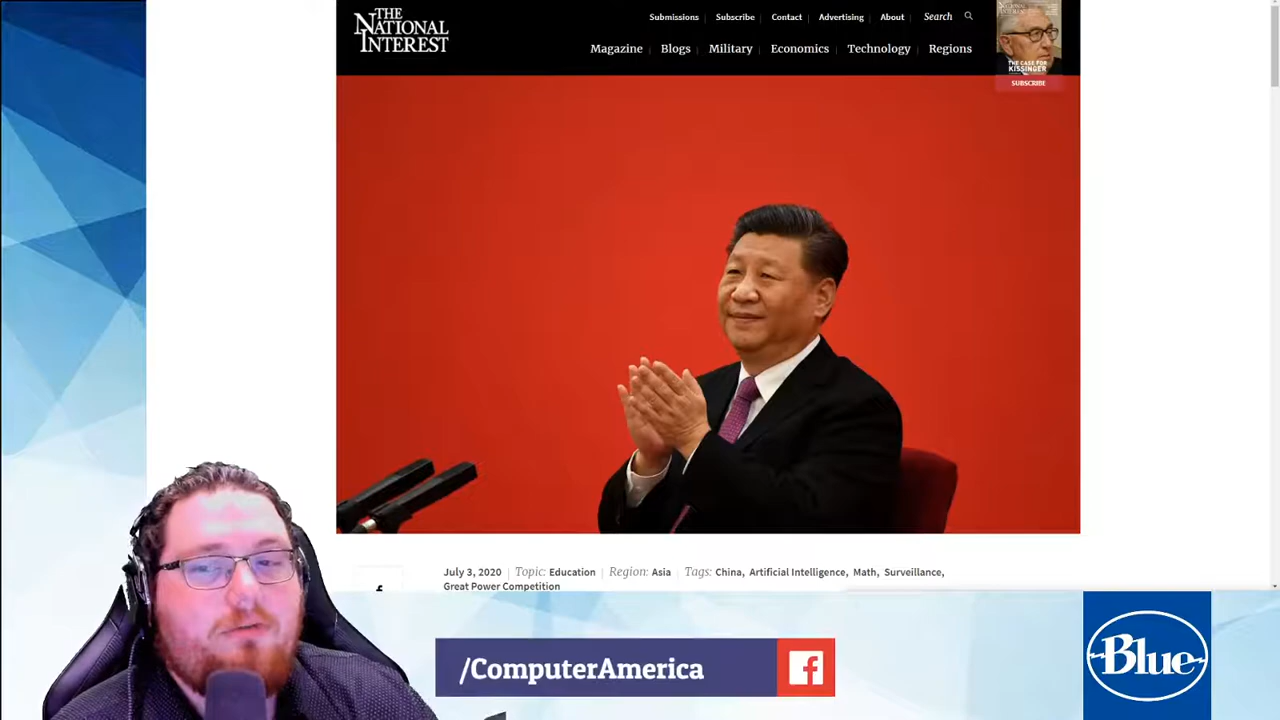 THE
NATIONAL
INTEREST
Submissions
Subscribe
Contact
Advertising
About
Search
Magazine
Blogs
Military
Economics
Technology
Regions
THE CASE FOR
KISSINGER
SUBSCRIBE
July 3, 2020 | Topic: Education Region: Asia | Tags: China, Artificial Intelligence, Math, Surveillance,
Great Power Competition
/ComputerAmerica
f
Blue